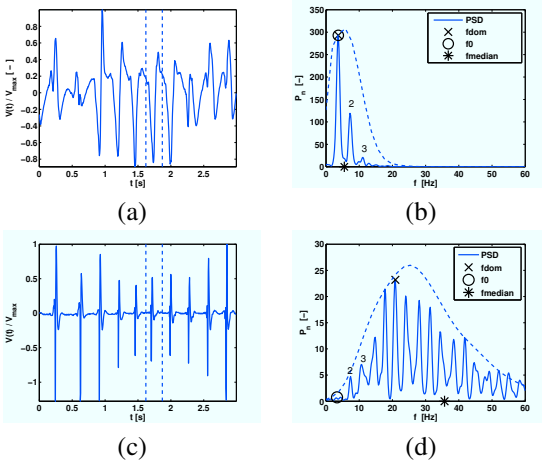 0.8
0.6
0.4
0.2
0
−0.2
−0.4
−0.6
−0.8
V(t) / Vmax [ − ]
0 0.5 1 1.5 2 2.5
t [s]
(a)
350
300
250
200
150
100
50
0
Pn [−]
2
3
PSD
fdom
f0
fmedian
0 10 20 30 40 50 60
f [Hz]
(b)
1
0.5
0
−0.5
−1
V(t) / Vmax
0 0.5 1 1.5 2 2.5
t [s]
(c)
30
25
20
15
10
5
0
Pn [−]
2
3
PSD
fdom
f0
fmedian
0 10 20 30 40 50 60
f [Hz]
(d)